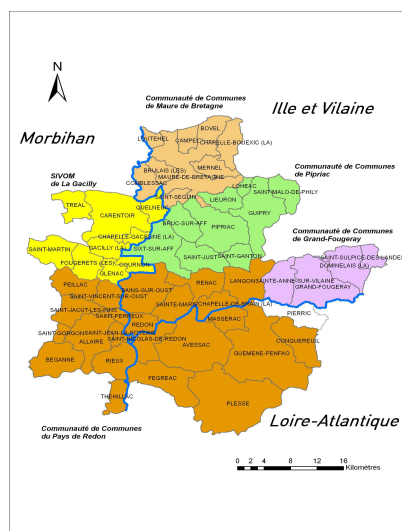 N
Communauté de Communes
de Maure de Bretagne
Ille et Vilaine
Morbihan
BOVEL
LOUTEHEL
CAMPEL
CHAPELLE-BOUEXIC (LA)
Communauté de Communes
de Pipriac
BRULAIS (LES)
MERNEL
MAURE-DE-BRETAGNE
COMBLESSAC
SIVOM
de La Gacilly
LOHEAC
SAINT-MALO-DE-PHILY
SAINT-SEGLIN
LIEURON
TREAL
QUELNEUC
GUIPRY
CARENTOIR
BRUC-SUR-AFF
PIPRIAC
Communauté de Communes
de Grand-Fougeray
CHAPELLE-GACELINE (LA)
SAINT-MARTIN
GACILLY (LA)
SIXT-SUR-AFF
SAINT-JUST
SAINT-GANTON
SAINT-SULPICE-DES-LANDES
DOMINELAIS (LA)
FOUGERETS (LES)
COURNON
GLENAC
PEILLAC
BAINS-SUR-OUST
RENAC
LANGON
SAINTE-ANNE-SUR-VILAINE
GRAND-FOUGERAY
SAINT-VINCENT-SUR-OUST
SAINTE-MARIE
CHAPELLE-DE-BRAIN (LA)
SAINT-JACUT-LES-PINS
SAINT-PERREUX
PIERRIC
MASSERAC
REDON
SAINT-GORGON
SAINT-JEAN-LA-POTERIE
SAINT-NICOLAS-DE-REDON
CONQUEREUIL
ALLAIRE
AVESSAC
GUEMENE-PENFAO
BEGANNE
RIEUX
FEGREAC
THEHILLAC
PLESSE
Loire-Atlantique
Communauté de Communes
du Pays de Redon
0 2 4 8 12 16
Kilomètres